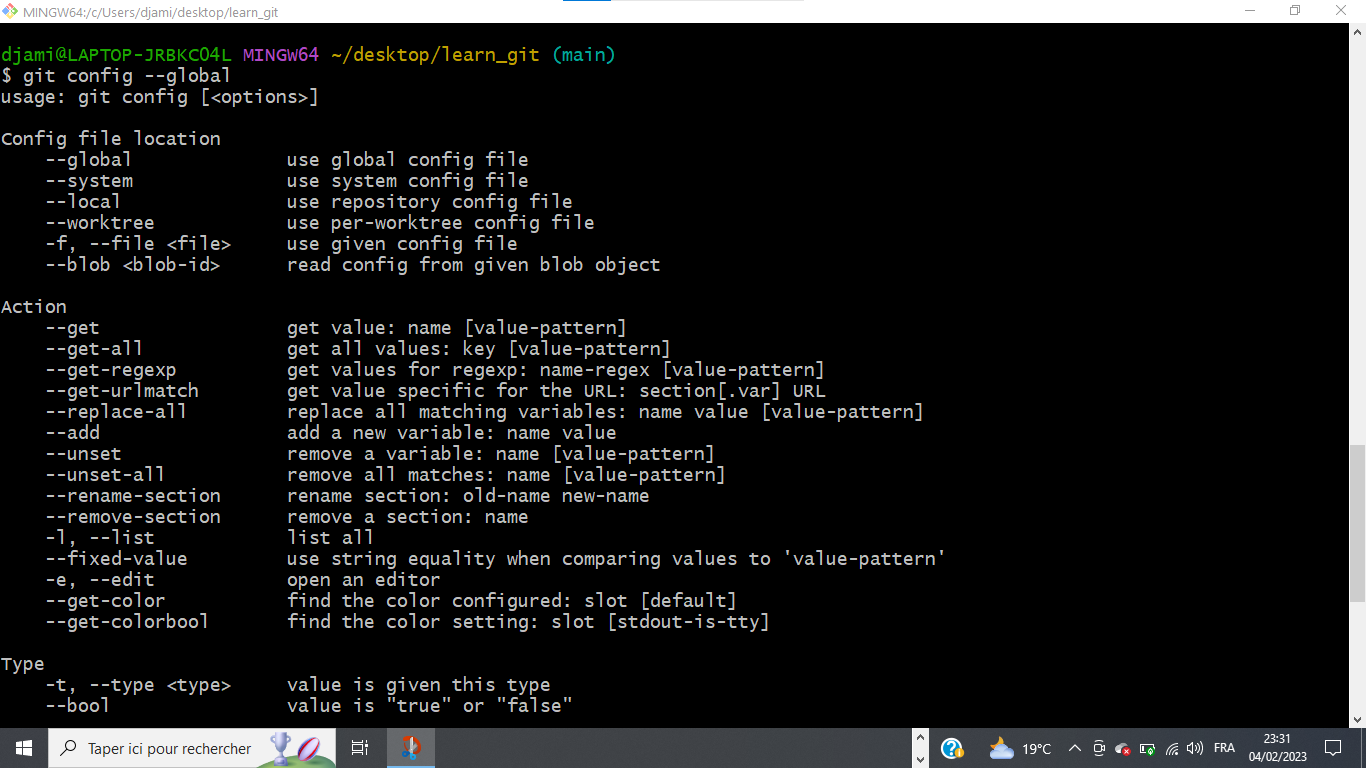 MINGW64:/c/Users/djami/desktop/learn_git
djami@LAPTOP-JRBKC04L MINGW64 ~/desktop/learn_git (main)
$ git config --global
usage: git config [<options>]
Config file location
--global use global config file
--system use system config file
--local use repository config file
--worktree use per-worktree config file
-f, --file <file> use given config file
--blob <blob-id> read config from given blob object
Action
--get get value: name [value-pattern]
--get-all get all values: key [value-pattern]
--get-regexp get values for regexp: name-regex [value-pattern]
--get-urlmatch get value specific for the URL: section[.var] URL
--replace-all replace all matching variables: name value [value-pattern]
--add add a new variable: name value
--unset remove a variable: name [value-pattern]
--unset-all remove all matches: name [value-pattern]
--rename-section rename section: old-name new-name
--remove-section remove a section: name
-l, --list list all
--fixed-value use string equality when comparing values to 'value-pattern'
-e, --edit open an editor
--get-color find the color configured: slot [default]
--get-colorbool find the color setting: slot [stdout-is-tty]
Type
-t, --type <type> value is given this type
--bool value is "true" or "false"
Taper ici pour rechercher
19°C
FRA
23:31
04/02/2023